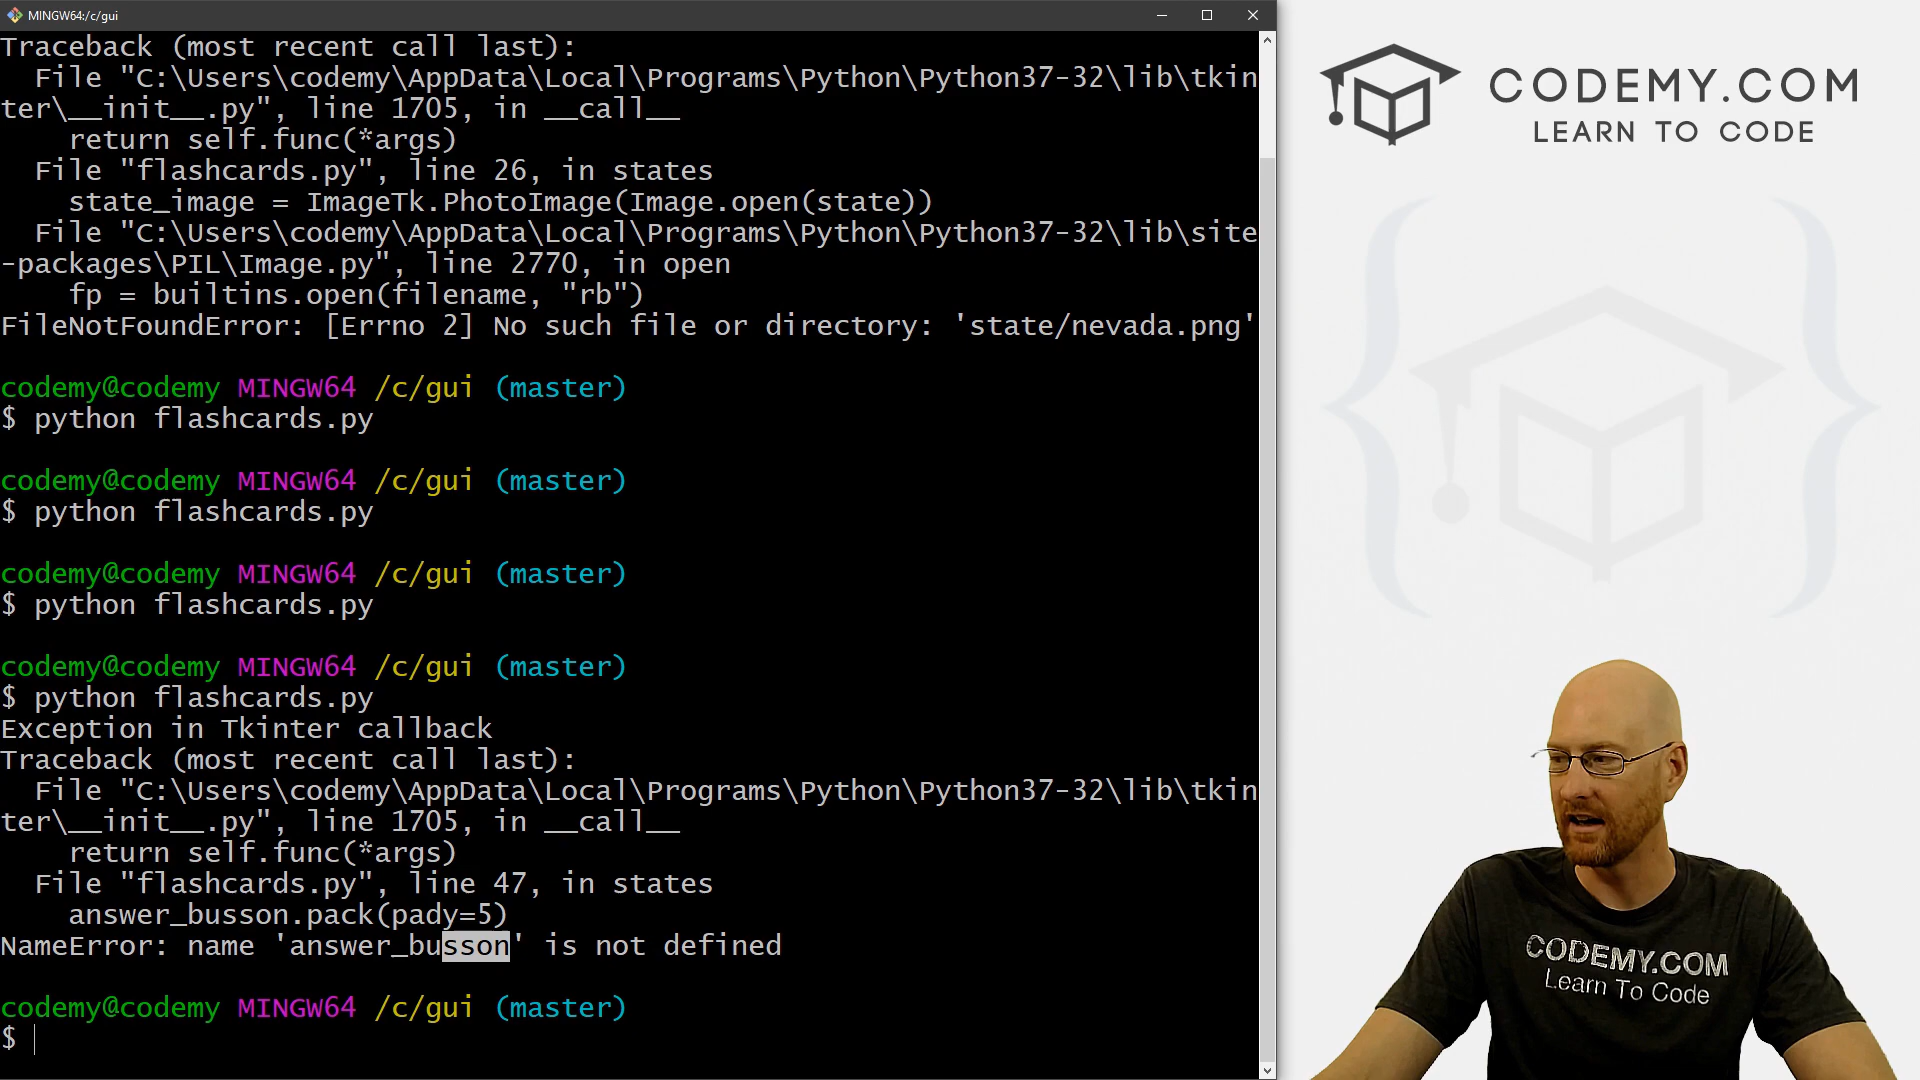 MINGW64:/c/gui
Traceback (most recent call last):
  File "C:\Users\codemy\AppData\Local\Programs\Python\Python37-32\lib\tkin
ter\__init__.py", line 1705, in __call__
    return self.func(*args)
  File "flashcards.py", line 26, in states
    state_image = ImageTk.PhotoImage(Image.open(state))
  File "C:\Users\codemy\AppData\Local\Programs\Python\Python37-32\lib\site
-packages\PIL\Image.py", line 2770, in open
    fp = builtins.open(filename, "rb")
FileNotFoundError: [Errno 2] No such file or directory: 'state/nevada.png'
codemy@codemy MINGW64 /c/gui (master)
$ python flashcards.py
codemy@codemy MINGW64 /c/gui (master)
$ python flashcards.py
codemy@codemy MINGW64 /c/gui (master)
$ python flashcards.py
codemy@codemy MINGW64 /c/gui (master)
$ python flashcards.py
Exception in Tkinter callback
Traceback (most recent call last):
  File "C:\Users\codemy\AppData\Local\Programs\Python\Python37-32\lib\tkin
ter\__init__.py", line 1705, in __call__
    return self.func(*args)
  File "flashcards.py", line 47, in states
    answer_busson.pack(pady=5)
NameError: name 'answer_busson' is not defined
codemy@codemy MINGW64 /c/gui (master)
$
CODEMY.COM
LEARN TO CODE
CODEMY.COM
Learn To Code